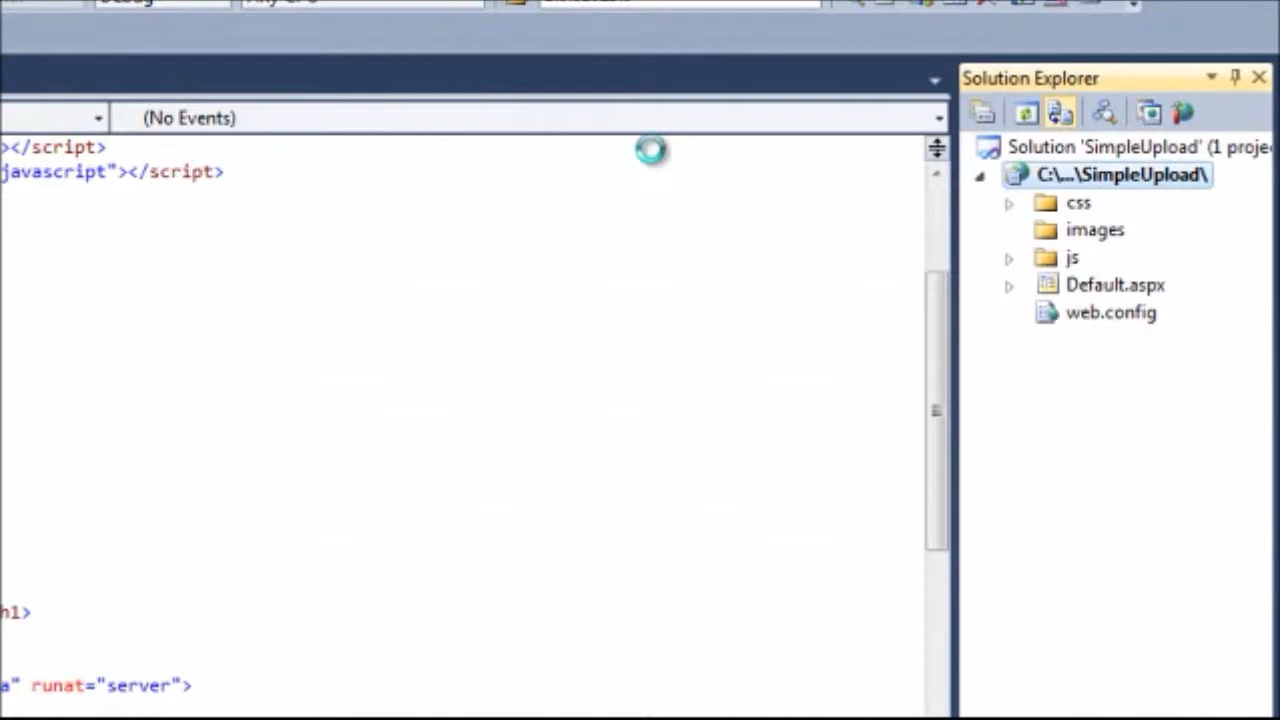 Solution Explorer
(No Events)
></script>
javascript"></script>
Solution 'SimpleUpload' (1 proje
C:\...\SimpleUpload\
css
images
js
Default.aspx
web.config
h1>
a" runat="server">